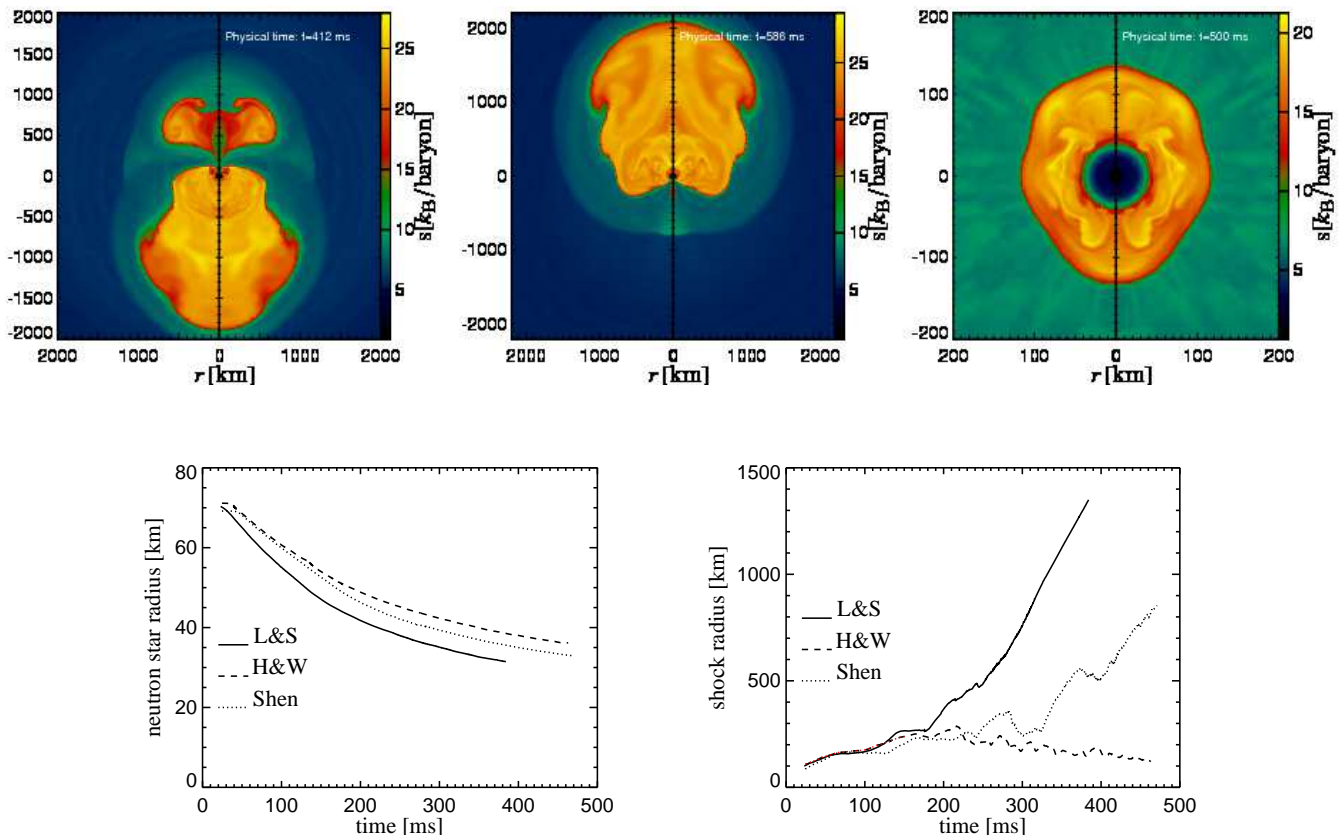 Physical time: t=412 ms
2000
1500
1000
500
0
-500
-1000
-1500
-2000
2000 1000 0 1000 2000
r [km]
25
20
15
10
5
s[kB/baryon]
Physical time: t=586 ms
2000
1000
0
-1000
-2000
2000 1000 0 1000 2000
r [km]
25
20
15
10
5
s[kB/baryon]
Physical time: t=500 ms
200
100
0
-100
-200
200 100 0 100 200
r [km]
20
15
10
5
s[kB/baryon]
80
60
40
20
0
neutron star radius [km]
L&S
H&W
Shen
0 100 200 300 400 500
time [ms]
1500
1000
500
0
shock radius [km]
L&S
H&W
Shen
0 100 200 300 400 500
time [ms]